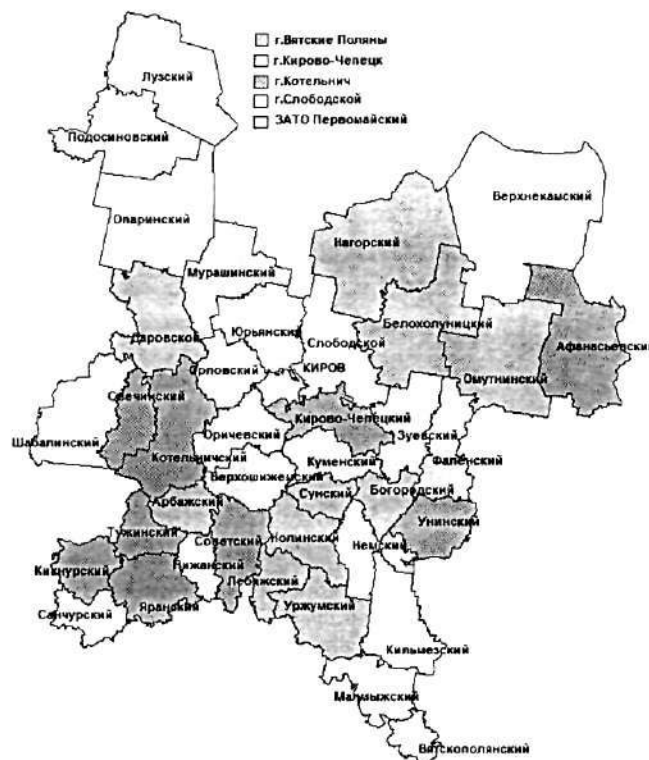 г.Вятские Поляны
г.Кирово-Чепецк
г.Котельнич
г.Слободской
ЗАТО Первомайский
Лузский
Подосиновский
Опаринский
Верхнекамский
Нагорский
Мурашинский
Юрьянский
Слободской
Белохолуницкий
Даровской
Афанасьевский
Орловский
КИРОВ
Омутнинский
Свечинский
Кирово-Чепецкий
Шабалинский
Оричевский
Зуевский
Котельничский
Куменский
Фаленский
Верхошижемский
Арбажский
Сунский
Богородский
Тужинский
Советский
Нолинский
Унинский
Немский
Кикнурский
Пижанский
Лебяжский
Яранский
Уржумский
Санчурский
Кильмезский
Малмыжский
Вятскополянский